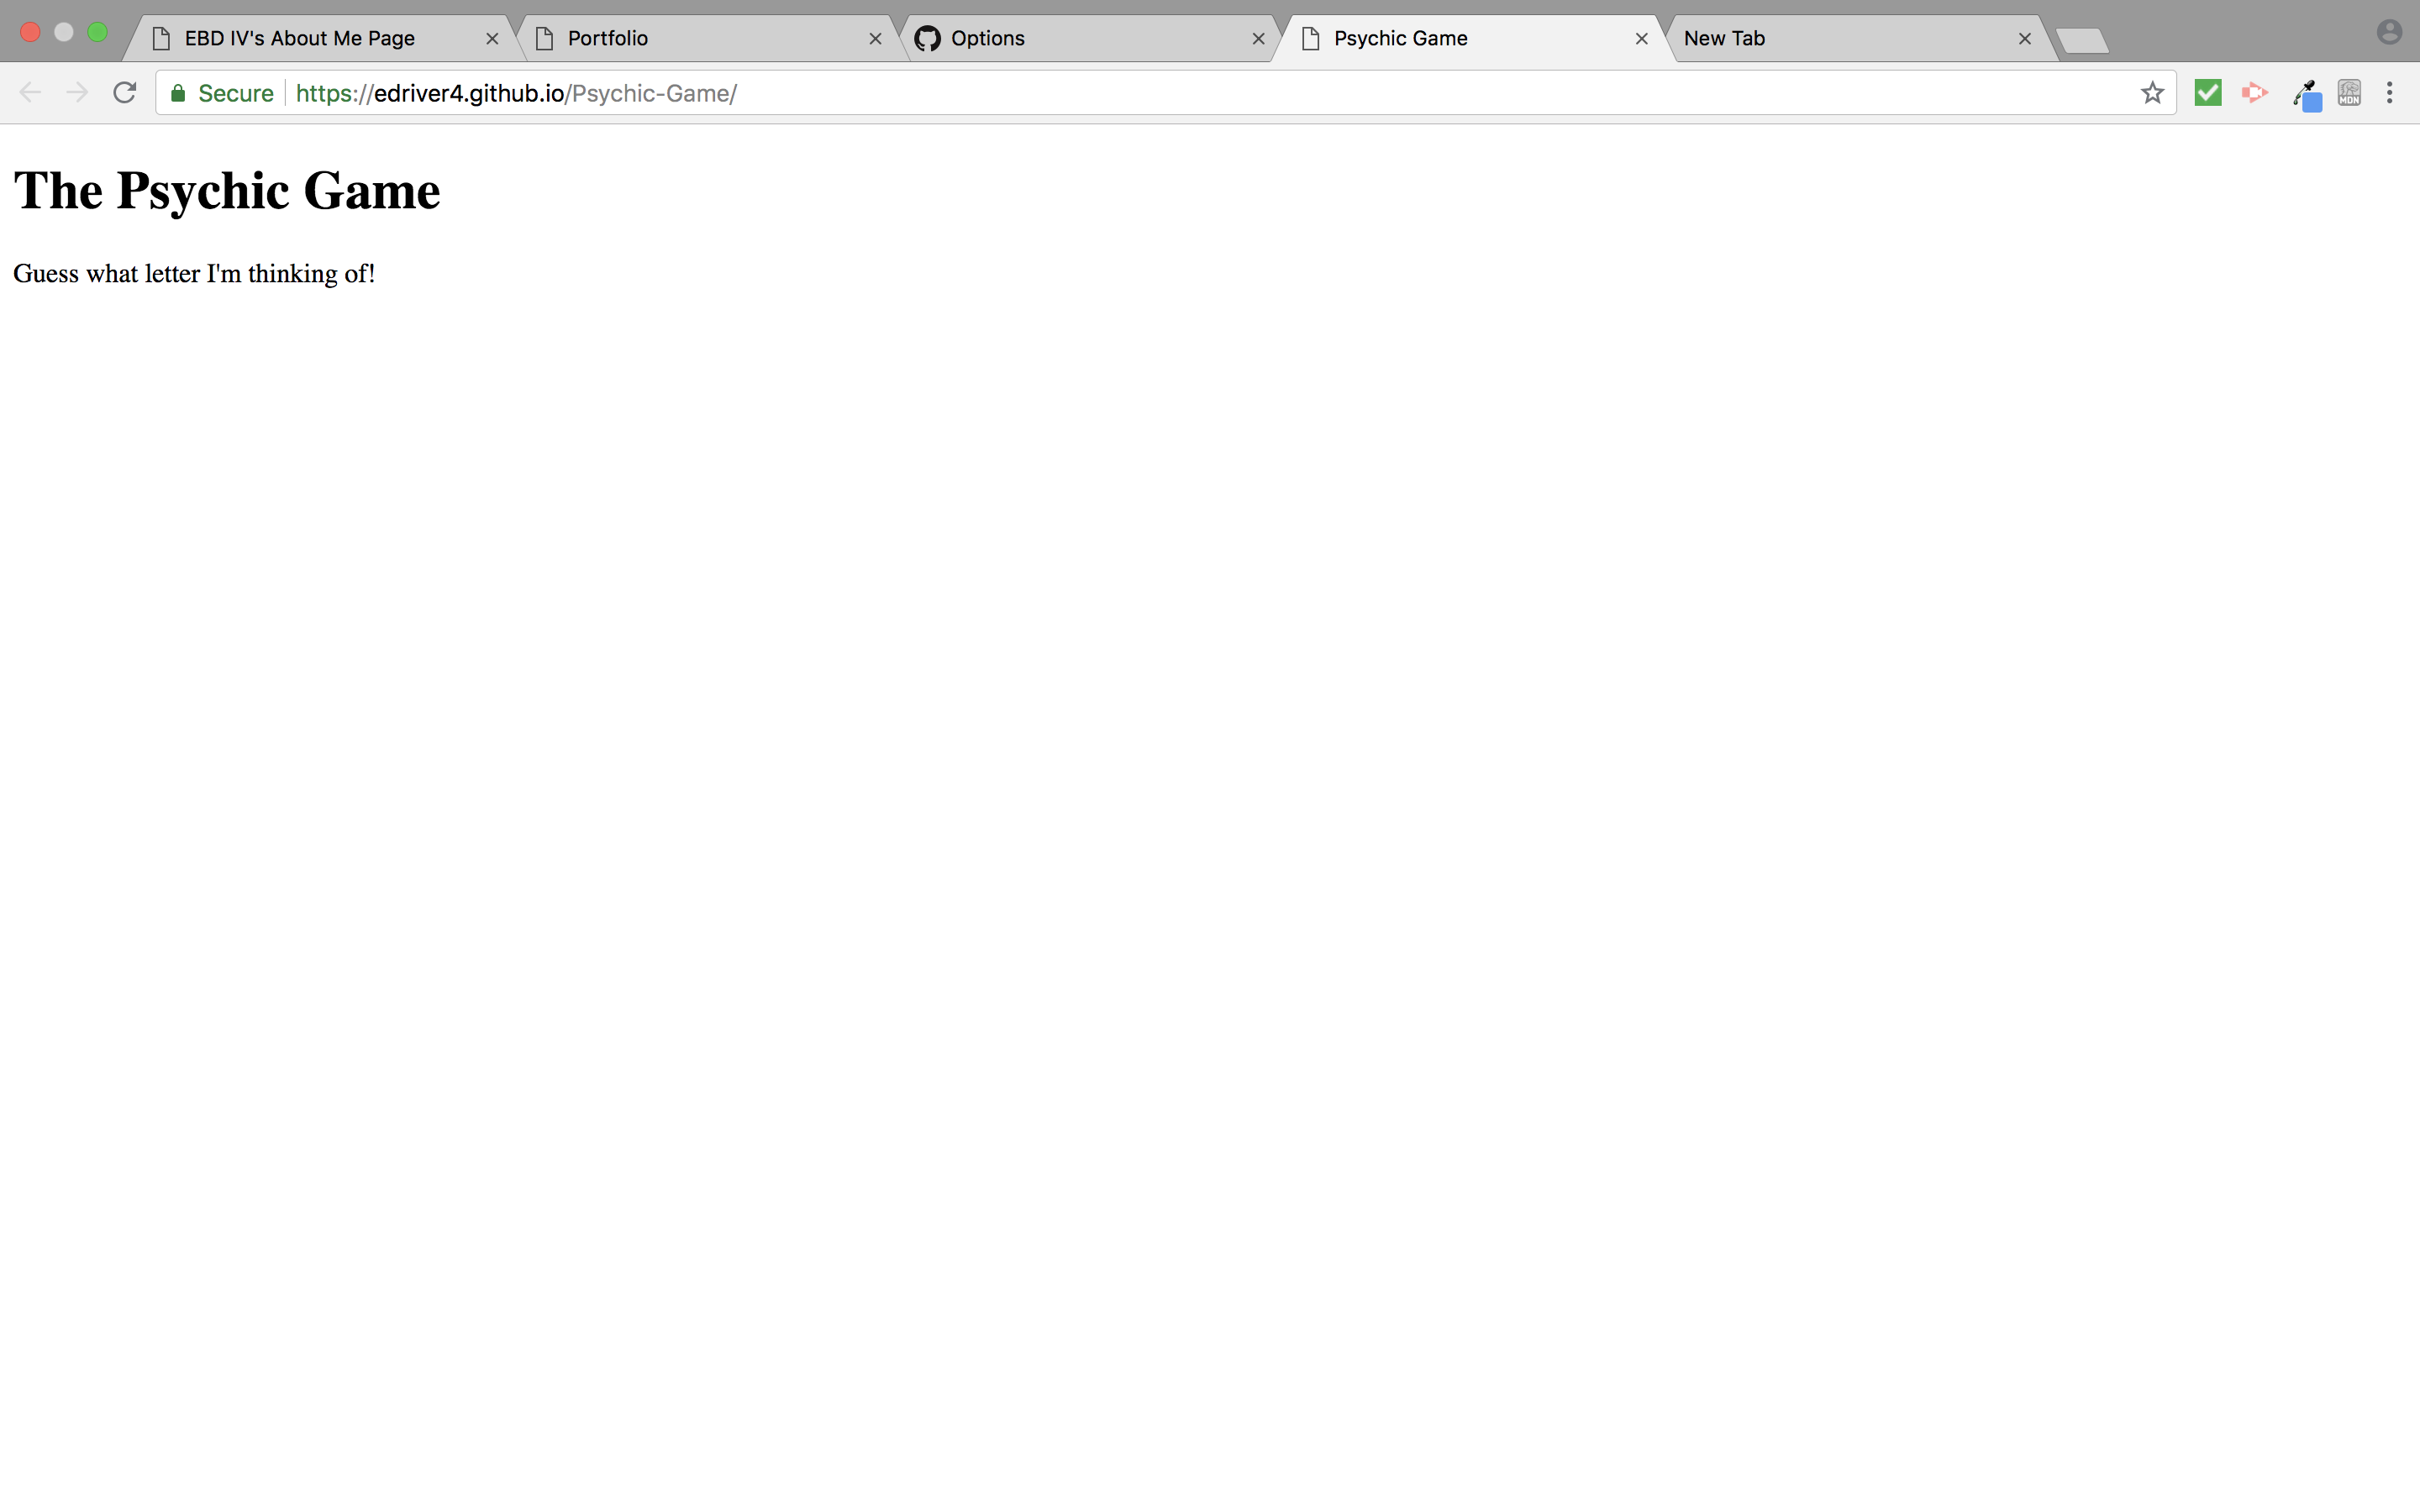 EBD IV's About Me Page
Portfolio
Options
Psychic Game
New Tab
Secure https://edriver4.github.io/Psychic-Game/
MDN
The Psychic Game
Guess what letter I'm thinking of!